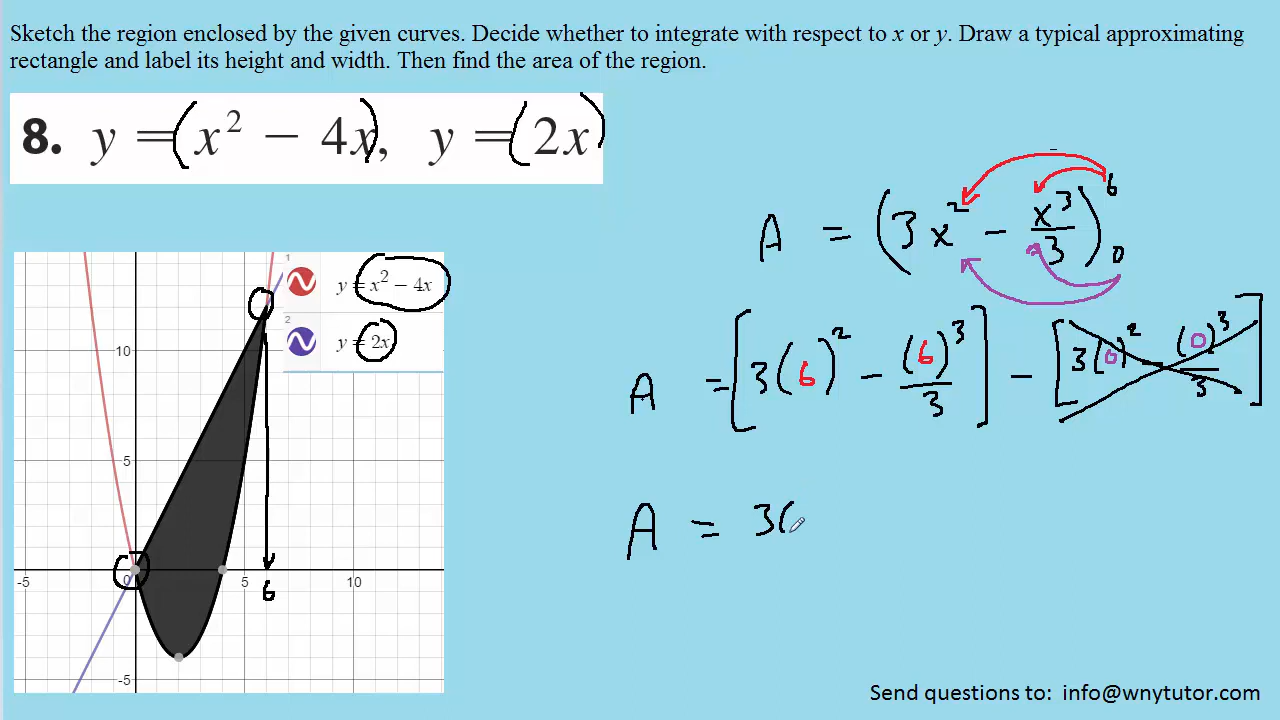 Sketch the region enclosed by the given curves. Decide whether to integrate with respect to x or y. Draw a typical approximating
rectangle and label its height and width. Then find the area of the region.
8. y = (x² − 4x), y = (2x)
1
y = x² − 4x
2
y = 2x
10
5
-5
0
5
6
10
-5
A = (3x² − x³/3)⁶₀
A = [3(6)² − (6)³/3] − [3(0)² − (0)³/3]
A = 36
Send questions to: info@wnytutor.com